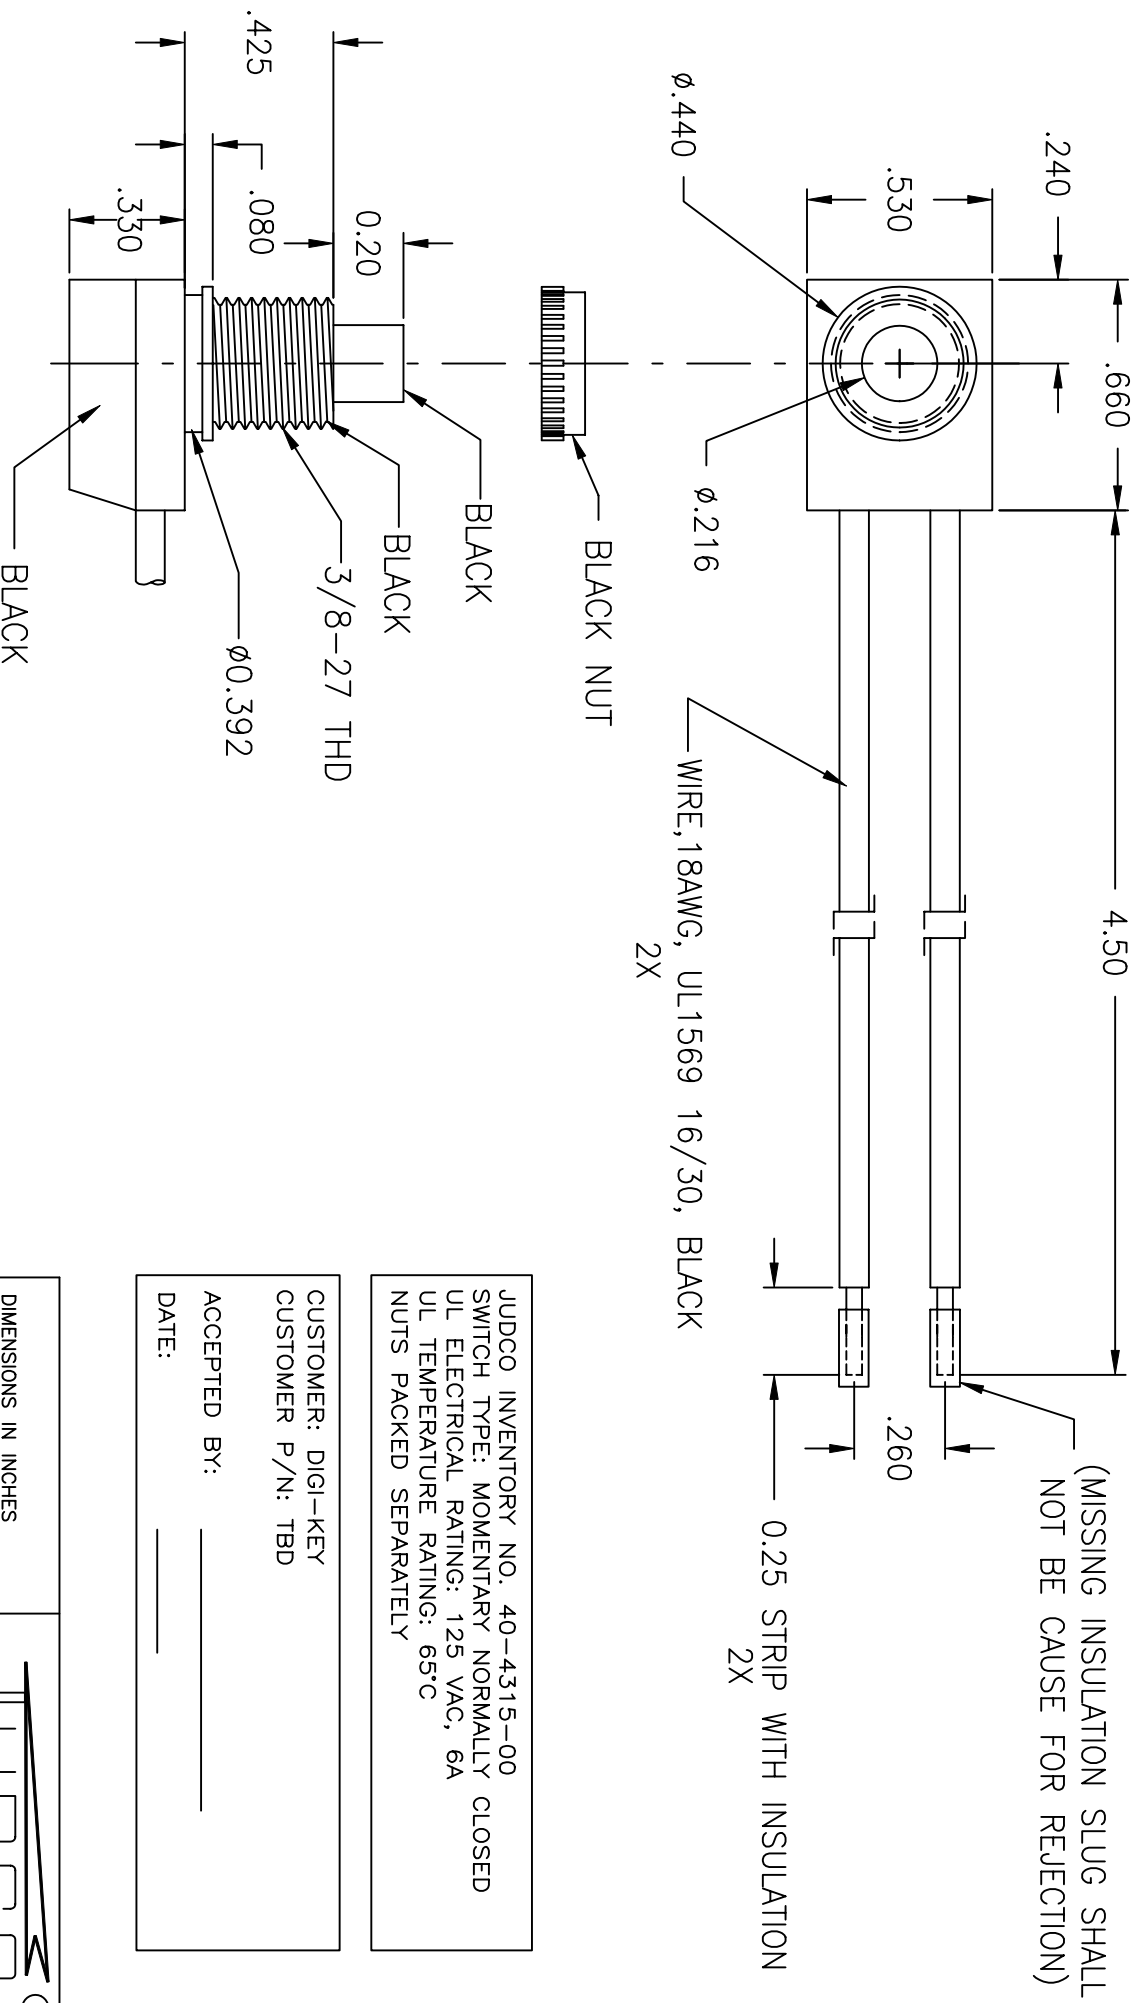 .240
.660
4.50
.530
ø.440
ø.216
(MISSING INSULATION SLUG SHALL
NOT BE CAUSE FOR REJECTION)
.260
0.25 STRIP WITH INSULATION
2X
WIRE,18AWG, UL1569 16/30, BLACK
2X
BLACK NUT
BLACK
BLACK
3/8-27 THD
ø0.392
BLACK
0.20
.080
.425
.330
JUDCO INVENTORY NO. 40-4315-00
SWITCH TYPE: MOMENTARY NORMALLY CLOSED
UL ELECTRICAL RATING: 125 VAC, 6A
UL TEMPERATURE RATING: 65°C
NUTS PACKED SEPARATELY
CUSTOMER: DIGI-KEY
CUSTOMER P/N: TBD
ACCEPTED BY:
DATE:
DIMENSIONS IN INCHES